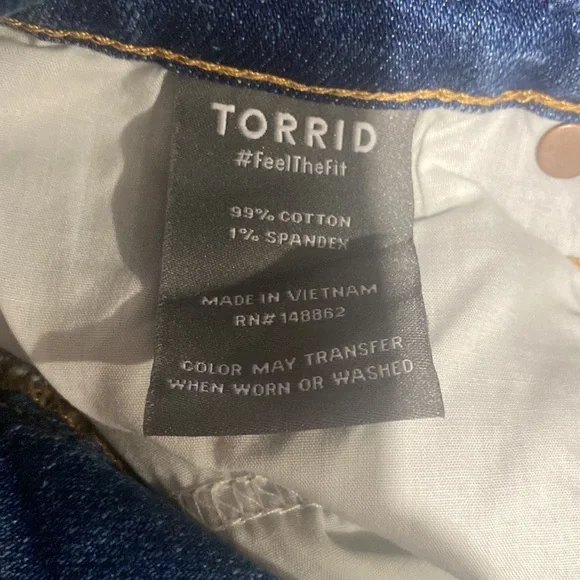 TORRID
#FeelTheFit
99% COTTON
1% SPANDEX
MADE IN VIETNAM
RN# 148862
COLOR MAY TRANSFER
WHEN WORN OR WASHED